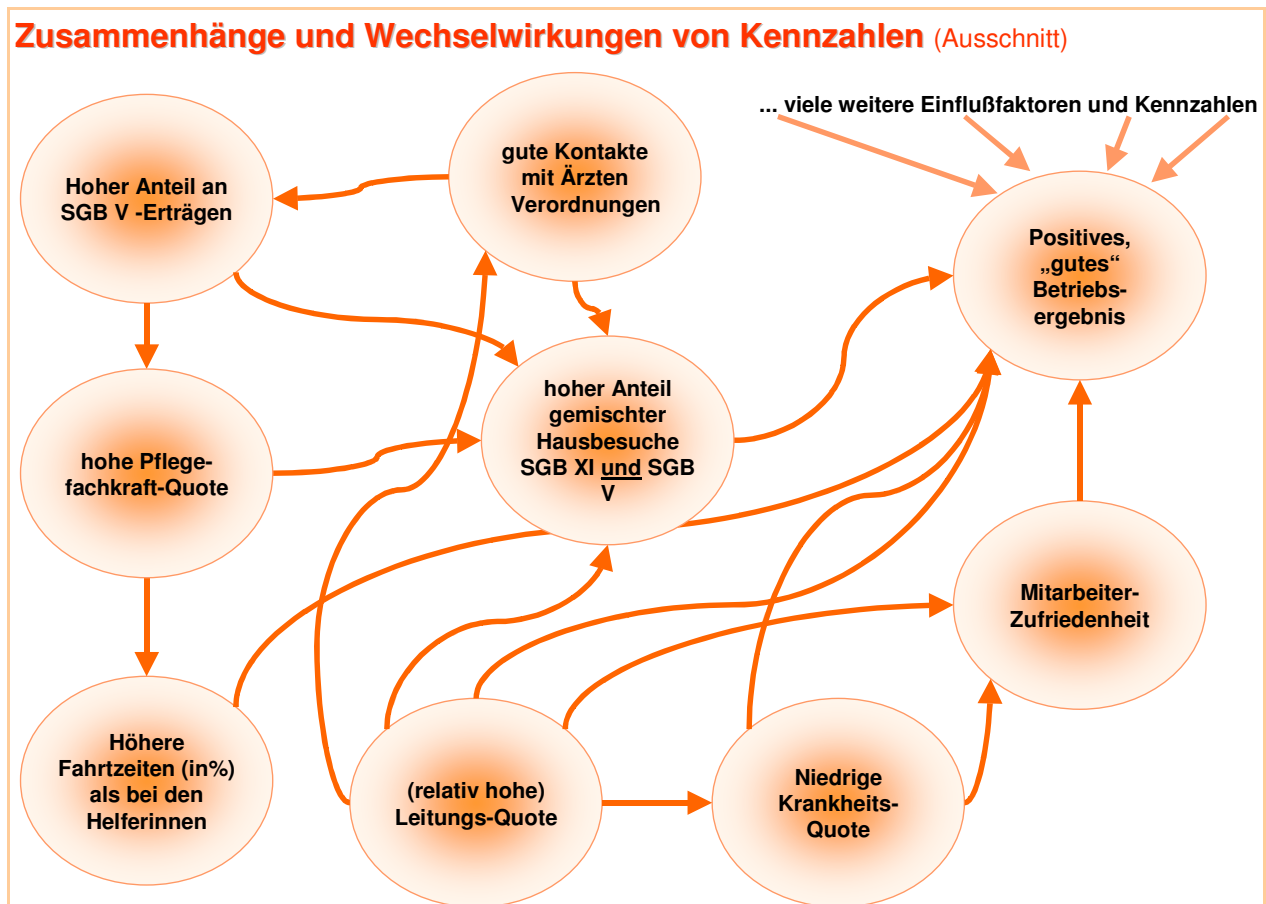 Zusammenhänge und Wechselwirkungen von Kennzahlen (Ausschnitt)
... viele weitere Einflußfaktoren und Kennzahlen
gute Kontakte
mit Ärzten
Verordnungen
Hoher Anteil an
SGB V -Erträgen
Positives,
„gutes“
Betriebs-
ergebnis
hoher Anteil
gemischter
Hausbesuche
SGB XI und SGB
V
hohe Pflege-
fachkraft-Quote
Mitarbeiter-
Zufriedenheit
Höhere
Fahrtzeiten (in%)
als bei den
Helferinnen
(relativ hohe)
Leitungs-Quote
Niedrige
Krankheits-
Quote